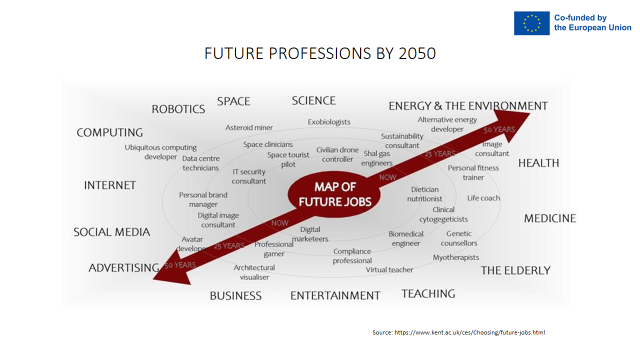 Co-funded by
the European Union
FUTURE PROFESSIONS BY 2050
ROBOTICS
SPACE
SCIENCE
ENERGY & THE ENVIRONMENT
COMPUTING
Asteroid miner
Exobiologists
Alternative energy
developer
50 YEARS
Ubiquitous computing
developer
Data centre
technicians
Space clinicians
Space tourist
pilot
Civilian drone
controller
Shal gas
engineers
Sustainability
consultant
25 YEARS
Image
consultant
HEALTH
INTERNET
IT security
consultant
MAP OF
FUTURE JOBS
NOW
Personal fitness
trainer
Dietician
nutritionist
Life coach
Personal brand
manager
Digital image
consultant
NOW
Clinical
cytogegeticists
MEDICINE
SOCIAL MEDIA
Avatar
developer
25 YEARS
Professional
gamer
Digital
marketeers
Biomedical
engineer
Genetic
counsellors
Compliance
professional
Myotherapists
ADVERTISING
50 YEARS
Architectural
visualiser
Virtual teacher
THE ELDERLY
BUSINESS
ENTERTAINMENT
TEACHING
Source: https://www.kent.ac.uk/ces/Choosing/future-jobs.html